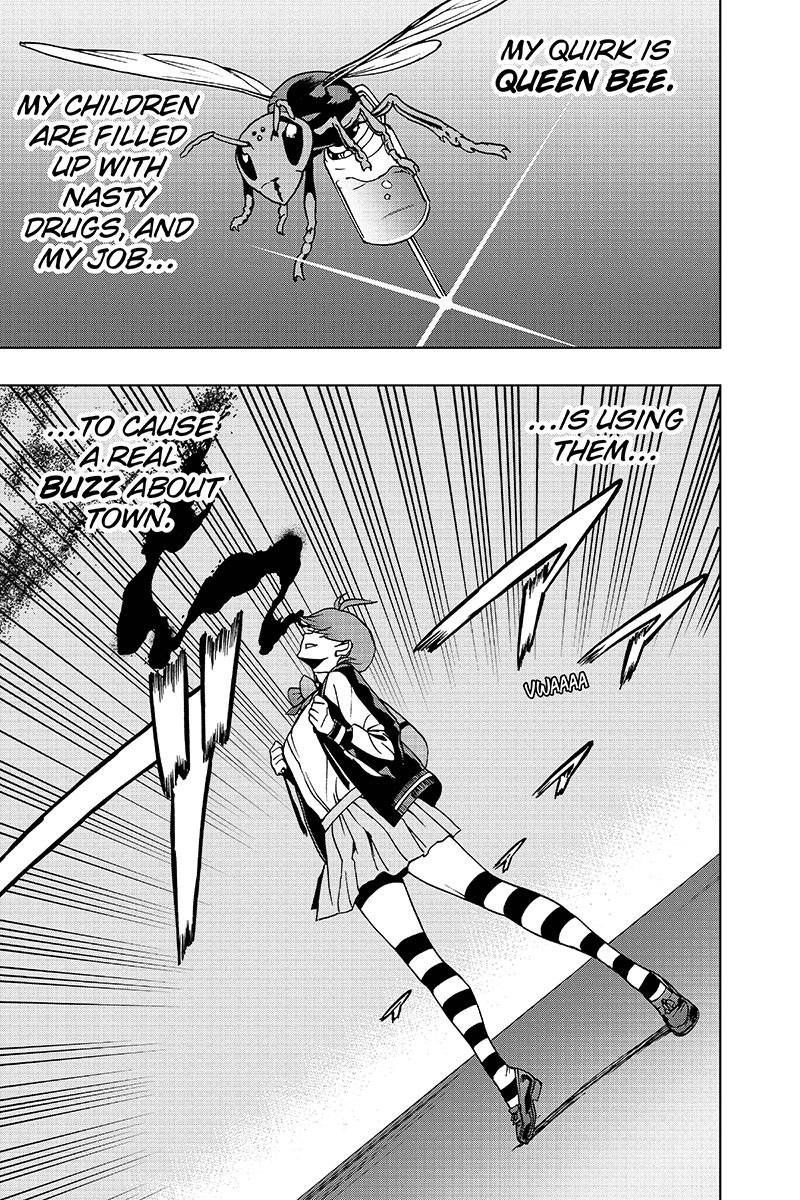 MY QUIRK IS
QUEEN BEE.
MY CHILDREN
ARE FILLED
UP WITH
NASTY
DRUGS, AND
MY JOB...
...IS USING
THEM...
...TO CAUSE
A REAL
BUZZ ABOUT
TOWN.
VWAAAA